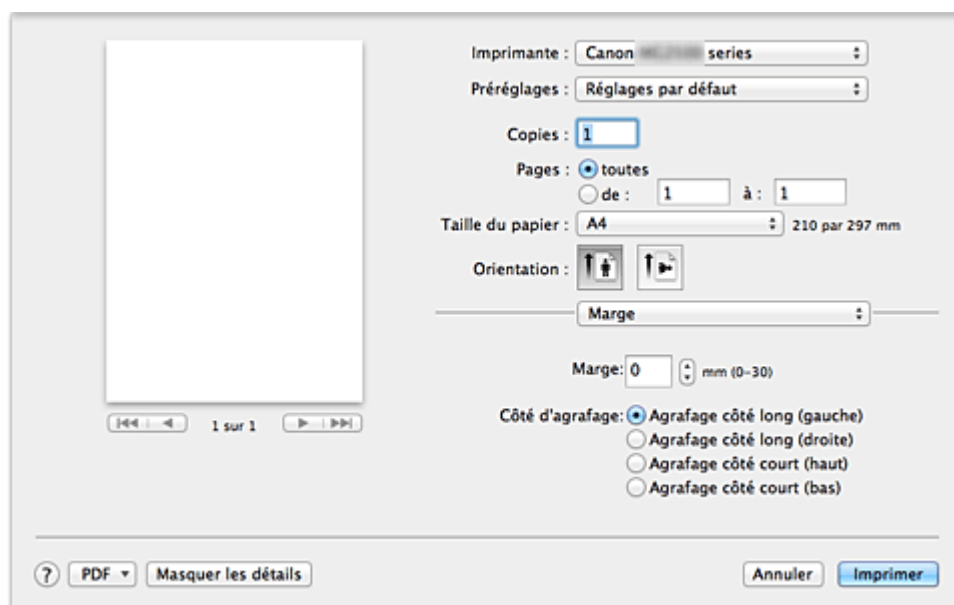 Imprimante : Canon series
Préréglages : Réglages par défaut
Copies : 1
Pages : toutes
de : 1 à : 1
Taille du papier : A4 210 par 297 mm
Orientation :
Marge
Marge: 0 mm (0-30)
1 sur 1
Côté d'agrafage: Agrafage côté long (gauche)
Agrafage côté long (droite)
Agrafage côté court (haut)
Agrafage côté court (bas)
? PDF Masquer les détails Annuler Imprimer